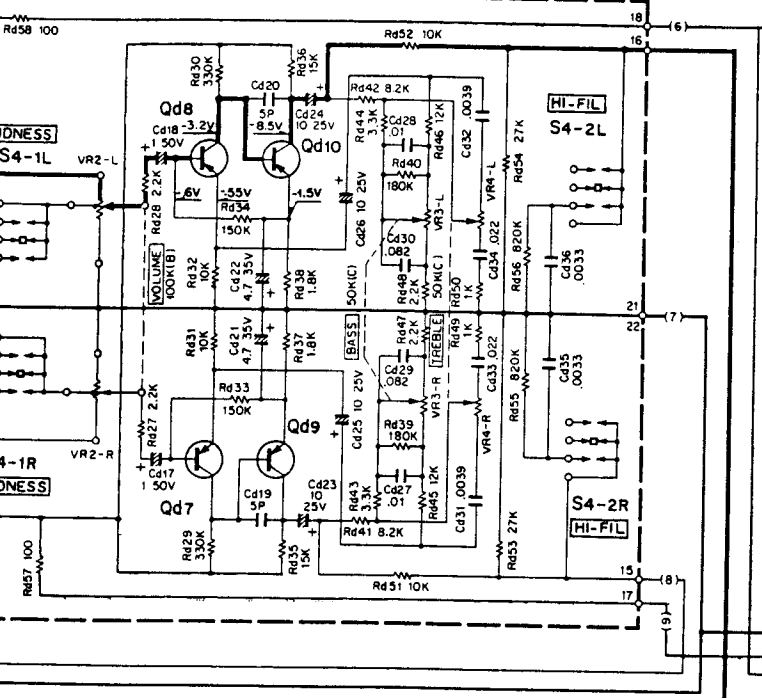 Rd58 100
18
(6)
16
Rd52 10K
Rd30
330K
Rd36
15K
Cd20
5P
Cd24
10 25V
Rd42 8.2K
Rd44
3.3K
Cd28
.01
Rd46 12K
.0039
Cd32
HI-FIL
S4-2L
Qd8
Cd18
1 50V
-3.2V
-8.5V
Qd10
UDNESS
S4-1L
VR2-L
Rd28 2.2K
-.6V
-.55V
-1.5V
Rd34
150K
Rd40
180K
Cd26 10 25V
VR4-L
VR3-L
Rd54 27K
Cd30
.082
Cd34 .022
Rd56 820K
Cd36
.0033
VOLUME
100K(B)
Rd32
10K
Cd22
4.7 35V
Rd38
1.8K
50K(C)
Rd48
2.2K
50K(C)
Rd50
1K
21
(7)
22
Rd31
10K
Cd21
4.7 35V
Rd37
1.8K
BASS
Rd47
2.2K
TREBLE
Rd49
1K
Cd29
.082
Cd33 .022
Rd55 820K
Cd35
.0033
Rd33
150K
Cd25 10 25V
VR3-R
VR4-R
Rd27 2.2K
Rd39
180K
VR2-R
Cd17
1 50V
Qd7
Qd9
Cd19
5P
Cd23
10
25V
Rd43
3.3K
Cd27
.01
Rd45 12K
Cd31 .0039
4-1R
DNESS
S4-2R
HI-FIL
Rd57 100
Rd29
330K
Rd35
15K
Rd41 8.2K
Rd53 27K
Rd51 10K
15
(8)
17
(9)